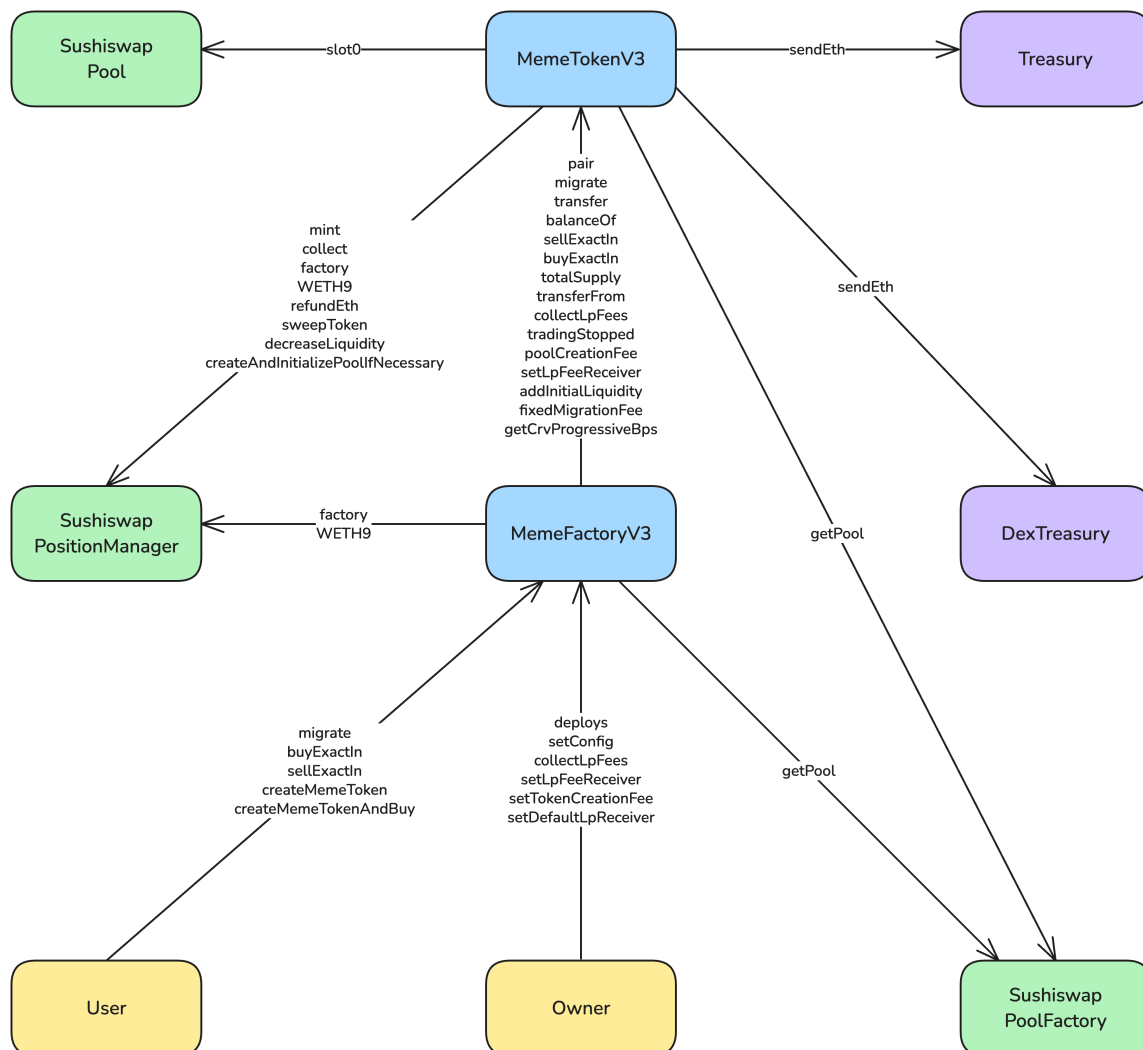 Sushiswap
Pool
slot0
MemeTokenV3
sendEth
Treasury
pair
migrate
transfer
balanceOf
sellExactIn
buyExactIn
totalSupply
transferFrom
collectLpFees
tradingStopped
poolCreationFee
setLpFeeReceiver
addInitialLiquidity
fixedMigrationFee
getCrvProgressiveBps
mint
collect
factory
WETH9
refundEth
sweepToken
decreaseLiquidity
createAndInitializePoolIfNecessary
sendEth
Sushiswap
PositionManager
factory
WETH9
MemeFactoryV3
getPool
DexTreasury
migrate
buyExactIn
sellExactIn
createMemeToken
createMemeTokenAndBuy
deploys
setConfig
collectLpFees
setLpFeeReceiver
setTokenCreationFee
setDefaultLpReceiver
getPool
User
Owner
Sushiswap
PoolFactory